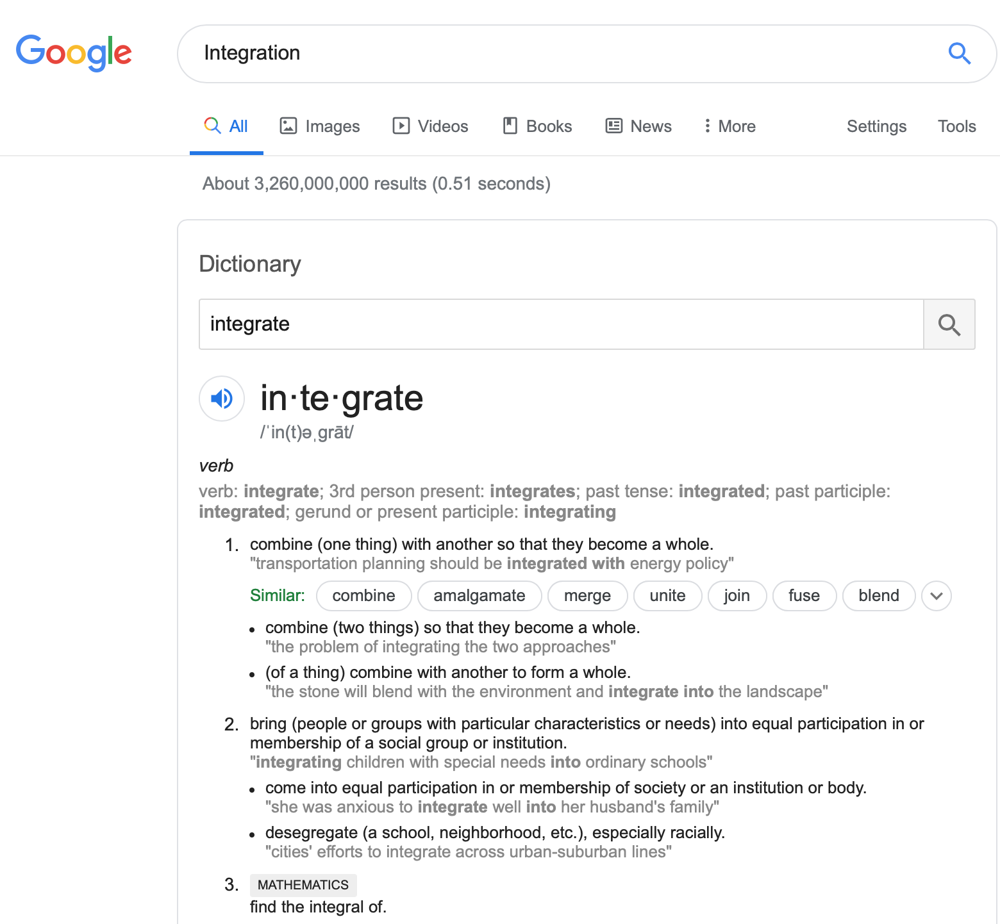 Google
Integration
All Images Videos Books News More Settings Tools
About 3,260,000,000 results (0.51 seconds)
Dictionary
integrate
in·te·grate
/ˈin(t)əˌɡrāt/
verb
verb: integrate; 3rd person present: integrates; past tense: integrated; past participle:
integrated; gerund or present participle: integrating
1. combine (one thing) with another so that they become a whole.
"transportation planning should be integrated with energy policy"
Similar: combine amalgamate merge unite join fuse blend
• combine (two things) so that they become a whole.
"the problem of integrating the two approaches"
• (of a thing) combine with another to form a whole.
"the stone will blend with the environment and integrate into the landscape"
2. bring (people or groups with particular characteristics or needs) into equal participation in or
membership of a social group or institution.
"integrating children with special needs into ordinary schools"
• come into equal participation in or membership of society or an institution or body.
"she was anxious to integrate well into her husband's family"
• desegregate (a school, neighborhood, etc.), especially racially.
"cities' efforts to integrate across urban-suburban lines"
3. MATHEMATICS
find the integral of.